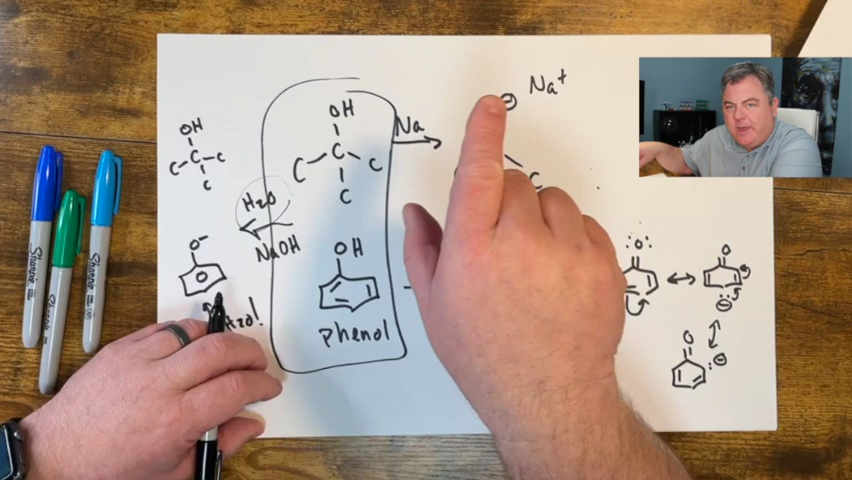 OH
C
C C
C
H2O
NaOH
O⁻
H2O!
OH
C
C C
C
OH
phenol
Na
⊖ Na⁺
C
:O:
O
⊖
O
:⊖
Sharpie
Sharpie
Sharpie